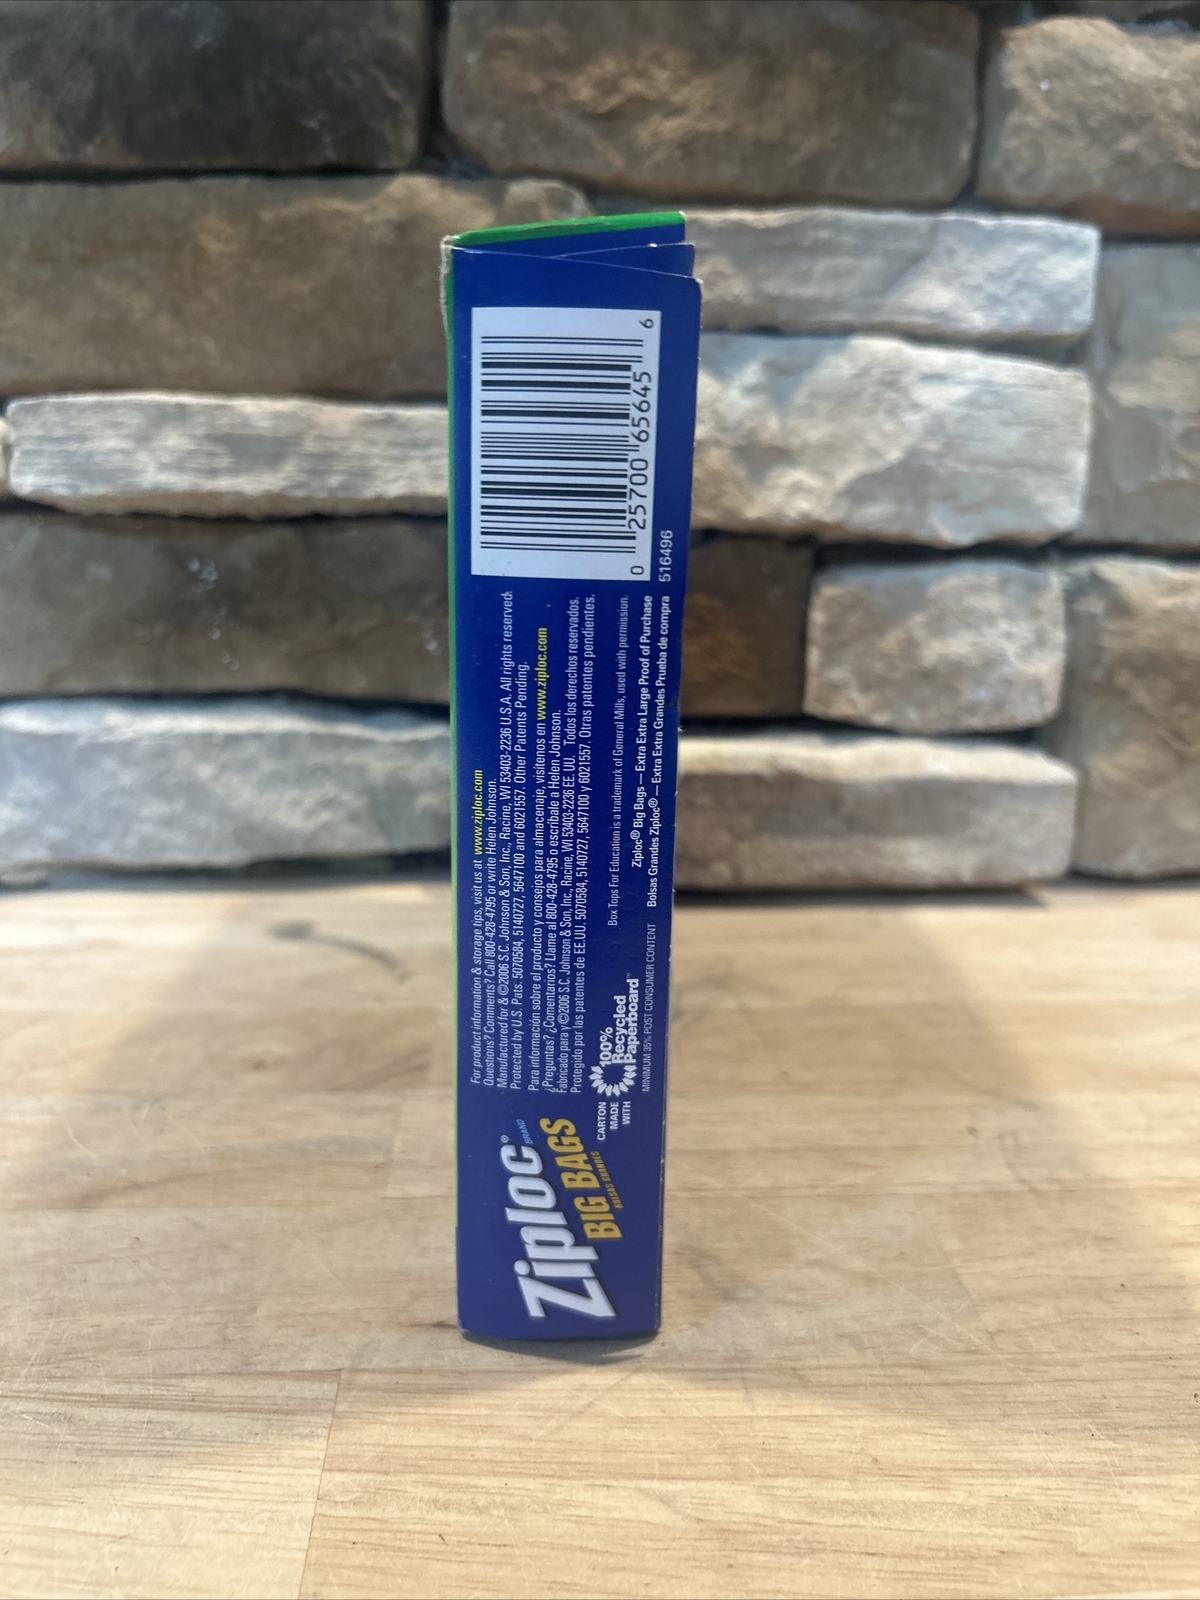 Ziploc®
BRAND
BIG BAGS
BOLSAS GRANDES
For product information & storage tips, visit us at www.ziploc.com
Questions? Comments? Call 800-428-4795 or write Helen Johnson.
Manufactured for & ©2006 S.C. Johnson & Son, Inc., Racine, WI 53403-2236 U.S.A. All rights reserved.
Protected by U.S. Pats. 5070584, 5140727, 5647100 and 6021557. Other Patents Pending.
Para información sobre el producto y consejos para almacenaje, visítenos en www.ziploc.com
¿Preguntas? ¿Comentarios? Llame al 800-428-4795 o escríbale a Helen Johnson.
Fabricado para y ©2006 S.C. Johnson & Son, Inc., Racine, WI 53403-2236 EE. UU. Todos los derechos reservados.
Protegido por las patentes de EE.UU. 5070584, 5140727, 5647100 y 6021557. Otras patentes pendientes.
CARTON
MADE
WITH
100%
Recycled
Paperboard™
MINIMUM 35% POST CONSUMER CONTENT
Box Tops For Education is a trademark of General Mills, used with permission.
Ziploc® Big Bags — Extra Extra Large Proof of Purchase
Bolsas Grandes Ziploc® — Extra Extra Grandes Prueba de compra
0 25700 65645 6
516496